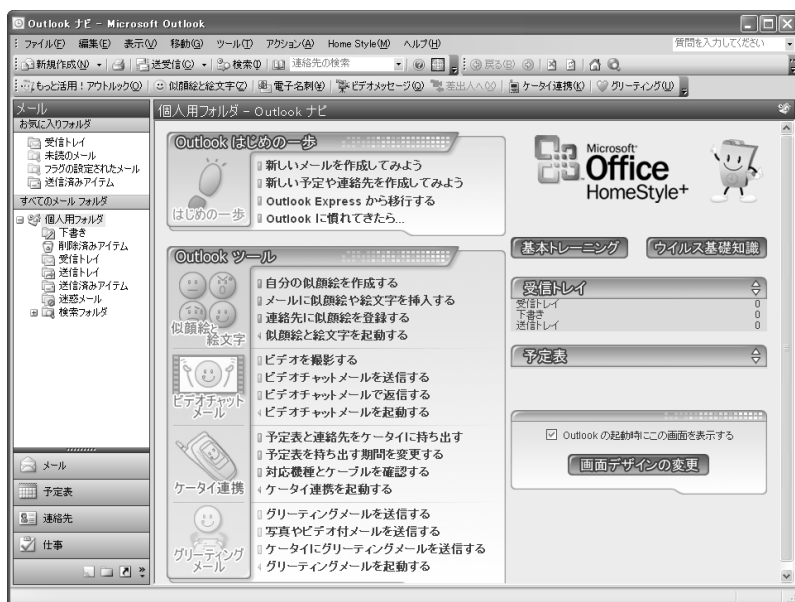 Outlook ナビ - Microsoft Outlook
ファイル(F) 編集(E) 表示(V) 移動(G) ツール(T) アクション(A) Home Style(M) ヘルプ(H) 質問を入力してください
新規作成(N) 送受信(C) 検索(I) 連絡先の検索 戻る(B)
もっと活用!アウトルック(O) 似顔絵と絵文字(Z) 電子名刺(¥) ビデオメッセージ(Q) 差出人へ(X) ケータイ連携(K) グリーティング(U)
メール
個人用フォルダ - Outlook ナビ
お気に入りフォルダ
受信トレイ
未読のメール
フラグの設定されたメール
送信済みアイテム
すべてのメール フォルダ
個人用フォルダ
下書き
削除済みアイテム
受信トレイ
送信トレイ
送信済みアイテム
迷惑メール
検索フォルダ
メール
予定表
連絡先
仕事
Outlook はじめの一歩
はじめの一歩
新しいメールを作成してみよう
新しい予定や連絡先を作成してみよう
Outlook Express から移行する
Outlook に慣れてきたら...
Outlook ツール
似顔絵と
絵文字
自分の似顔絵を作成する
メールに似顔絵や絵文字を挿入する
連絡先に似顔絵を登録する
似顔絵と絵文字を起動する
ビデオチャット
メール
ビデオを撮影する
ビデオチャットメールを送信する
ビデオチャットメールで返信する
ビデオチャットメールを起動する
ケータイ連携
予定表と連絡先をケータイに持ち出す
予定表を持ち出す期間を変更する
対応機種とケーブルを確認する
ケータイ連携を起動する
グリーティング
メール
グリーティングメールを送信する
写真やビデオ付メールを送信する
ケータイにグリーティングメールを送信する
グリーティングメールを起動する
Microsoft
Office
HomeStyle+
基本トレーニング ウイルス基礎知識
受信トレイ
受信トレイ 0
下書き 0
送信トレイ 0
予定表
Outlook の起動時にこの画面を表示する
画面デザインの変更